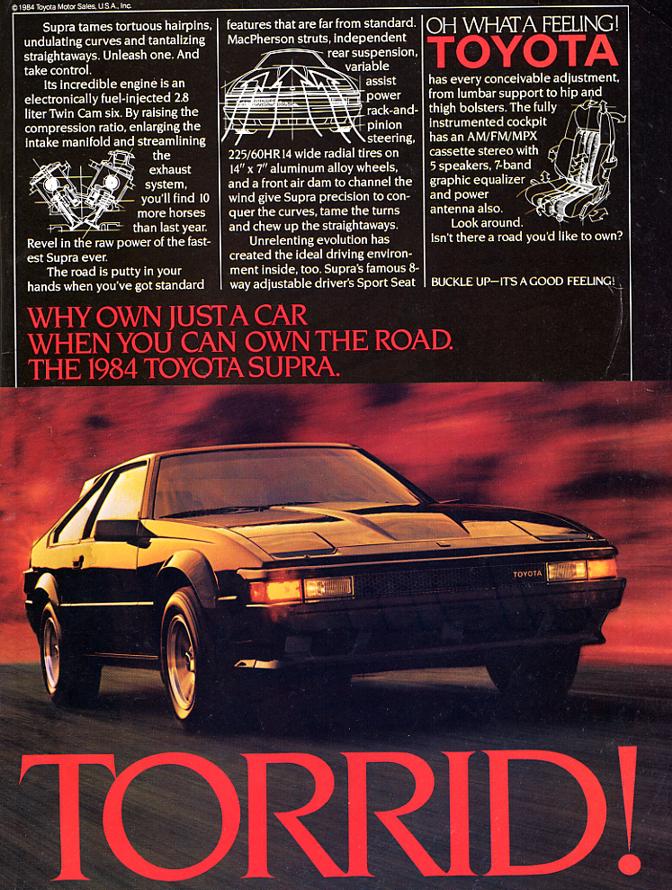 © 1984 Toyota Motor Sales, U.S.A., Inc.
Supra tames tortuous hairpins,
undulating curves and tantalizing
straightaways. Unleash one. And
take control.
Its incredible engine is an
electronically fuel-injected 2.8
liter Twin Cam six. By raising the
compression ratio, enlarging the
intake manifold and streamlining
the
exhaust
system,
you'll find 10
more horses
than last year.
Revel in the raw power of the fast-
est Supra ever.
The road is putty in your
hands when you've got standard
features that are far from standard.
MacPherson struts, independent
rear suspension,
variable
assist
power
rack-and-
pinion
steering,
225/60HR14 wide radial tires on
14" x 7" aluminum alloy wheels,
and a front air dam to channel the
wind give Supra precision to con-
quer the curves, tame the turns
and chew up the straightaways.
Unrelenting evolution has
created the ideal driving environ-
ment inside, too. Supra's famous 8-
way adjustable driver's Sport Seat
OH WHAT A FEELING!
TOYOTA
has every conceivable adjustment,
from lumbar support to hip and
thigh bolsters. The fully
instrumented cockpit
has an AM/FM/MPX
cassette stereo with
5 speakers, 7-band
graphic equalizer
and power
antenna also.
Look around.
Isn't there a road you'd like to own?
BUCKLE UP—IT'S A GOOD FEELING!
WHY OWN JUST A CAR
WHEN YOU CAN OWN THE ROAD.
THE 1984 TOYOTA SUPRA.
TOYOTA
TORRID!